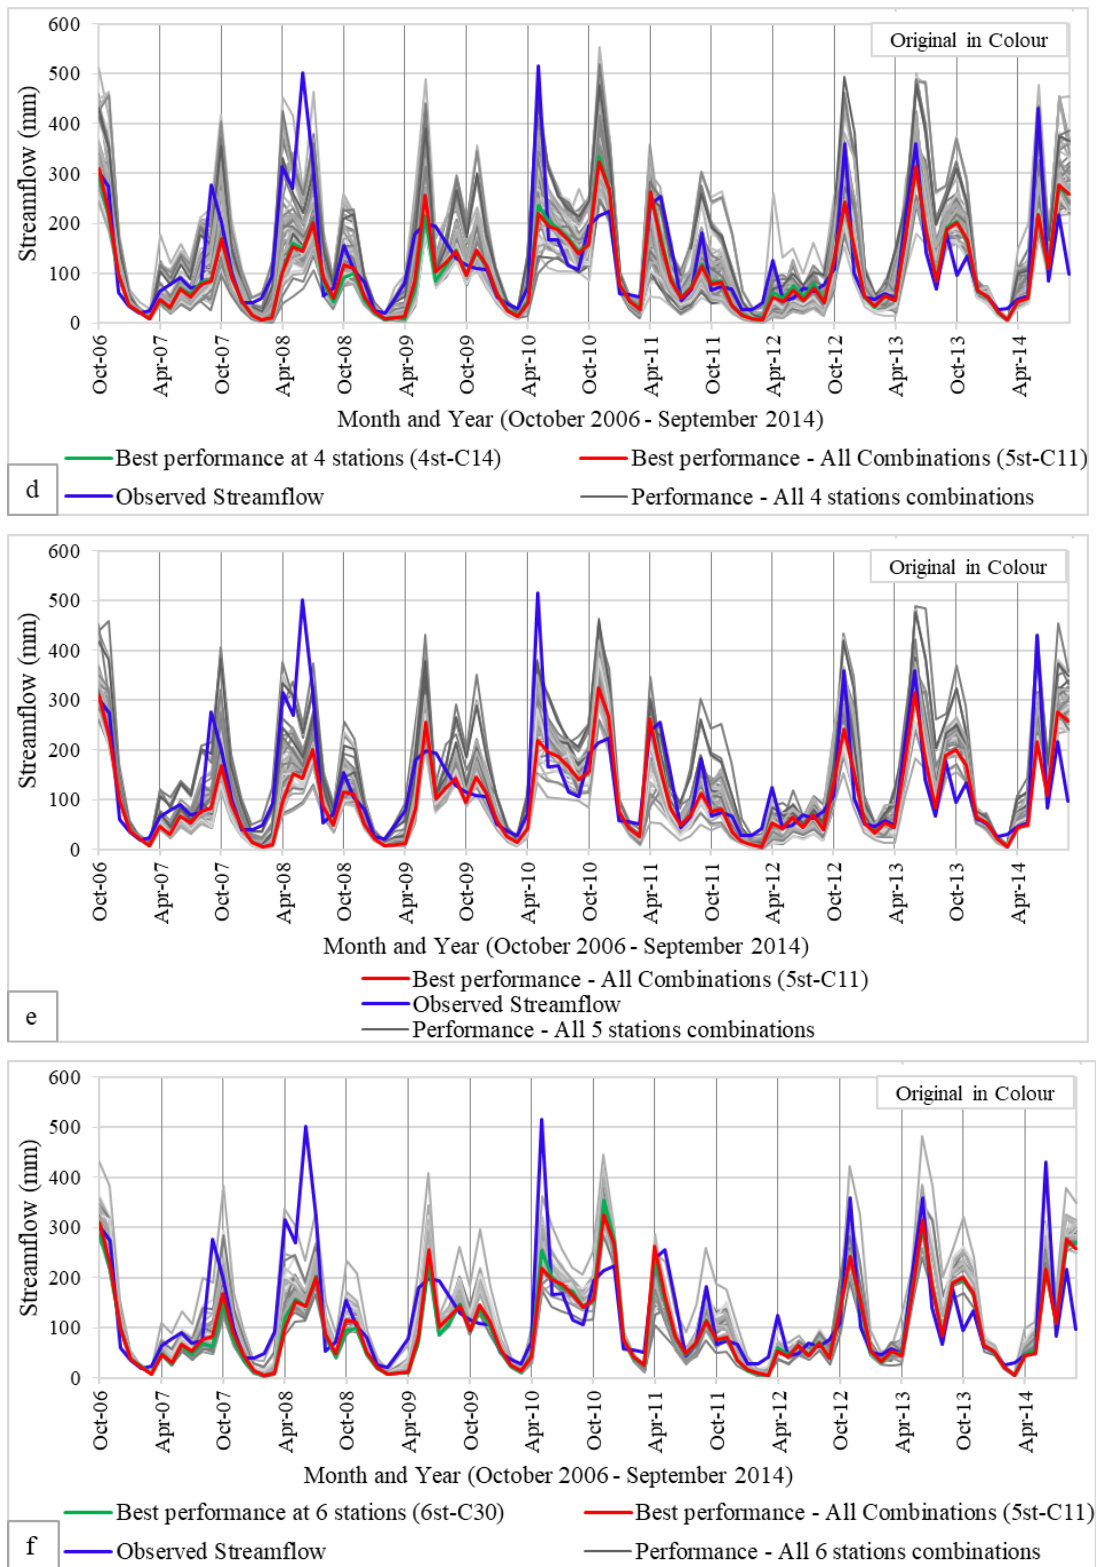 600
Original in Colour
500
400
300
200
100
0
Streamflow (mm)
Oct-06
Apr-07
Oct-07
Apr-08
Oct-08
Apr-09
Oct-09
Apr-10
Oct-10
Apr-11
Oct-11
Apr-12
Oct-12
Apr-13
Oct-13
Apr-14
Month and Year (October 2006 - September 2014)
Best performance at 4 stations (4st-C14)
Best performance - All Combinations (5st-C11)
Observed Streamflow
Performance - All 4 stations combinations
d
600
Original in Colour
500
400
300
200
100
0
Streamflow (mm)
Oct-06
Apr-07
Oct-07
Apr-08
Oct-08
Apr-09
Oct-09
Apr-10
Oct-10
Apr-11
Oct-11
Apr-12
Oct-12
Apr-13
Oct-13
Apr-14
Month and Year (October 2006 - September 2014)
Best performance - All Combinations (5st-C11)
Observed Streamflow
Performance - All 5 stations combinations
e
600
Original in Colour
500
400
300
200
100
0
Streamflow (mm)
Oct-06
Apr-07
Oct-07
Apr-08
Oct-08
Apr-09
Oct-09
Apr-10
Oct-10
Apr-11
Oct-11
Apr-12
Oct-12
Apr-13
Oct-13
Apr-14
Month and Year (October 2006 - September 2014)
Best performance at 6 stations (6st-C30)
Best performance - All Combinations (5st-C11)
Observed Streamflow
Performance - All 6 stations combinations
f